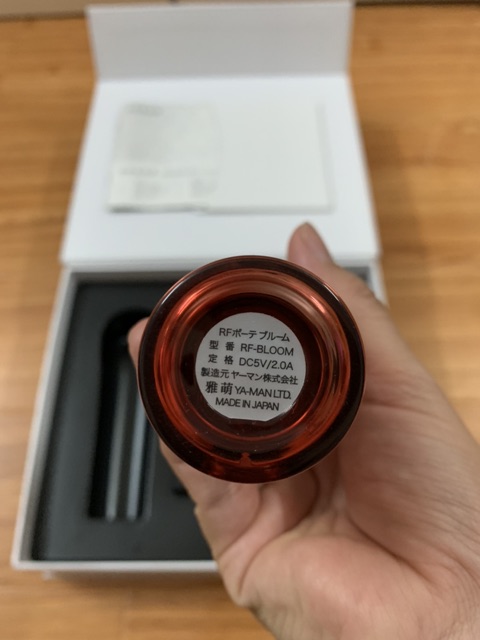 RFボーテ ブルーム
型 番 RF-BLOOM
定 格 DC5V/2.0A
製造元 ヤーマン株式会社
雅 萌 YA-MAN LTD.
MADE IN JAPAN